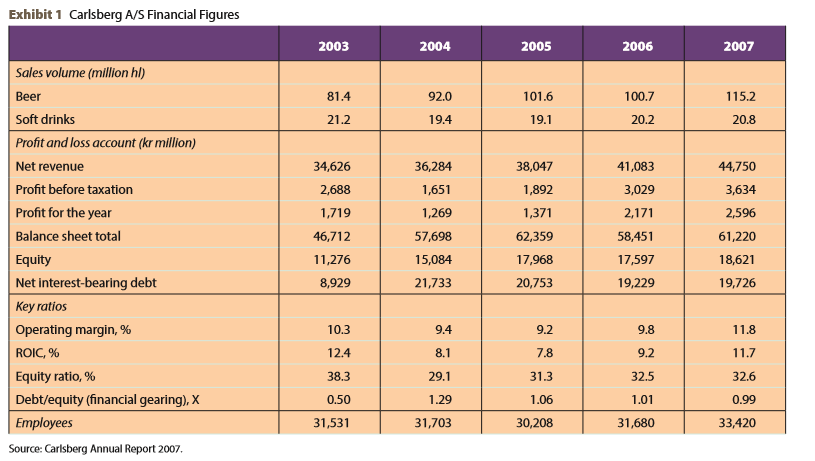 Exhibit 1 Carlsberg A/S Financial Figures
2003 2004 2005 2006 2007
Sales volume (million hl)
Beer 81.4 92.0 101.6 100.7 115.2
Soft drinks 21.2 19.4 19.1 20.2 20.8
Profit and loss account (kr million)
Net revenue 34,626 36,284 38,047 41,083 44,750
Profit before taxation 2,688 1,651 1,892 3,029 3,634
Profit for the year 1,719 1,269 1,371 2,171 2,596
Balance sheet total 46,712 57,698 62,359 58,451 61,220
Equity 11,276 15,084 17,968 17,597 18,621
Net interest-bearing debt 8,929 21,733 20,753 19,229 19,726
Key ratios
Operating margin, % 10.3 9.4 9.2 9.8 11.8
ROIC, % 12.4 8.1 7.8 9.2 11.7
Equity ratio, % 38.3 29.1 31.3 32.5 32.6
Debt/equity (financial gearing), X 0.50 1.29 1.06 1.01 0.99
Employees 31,531 31,703 30,208 31,680 33,420
Source: Carlsberg Annual Report 2007.